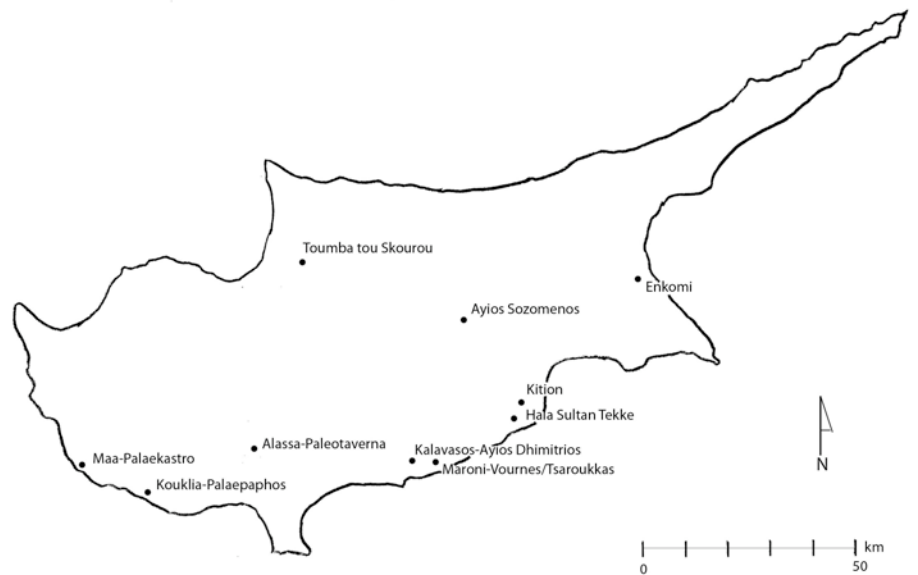 Toumba tou Skourou
Enkomi
Ayios Sozomenos
Kition
Hala Sultan Tekke
Alassa-Paleotaverna
Kalavasos-Ayios Dhimitrios
Maa-Palaekastro
Maroni-Vournes/Tsaroukkas
N
Kouklia-Palaepaphos
km
0
50